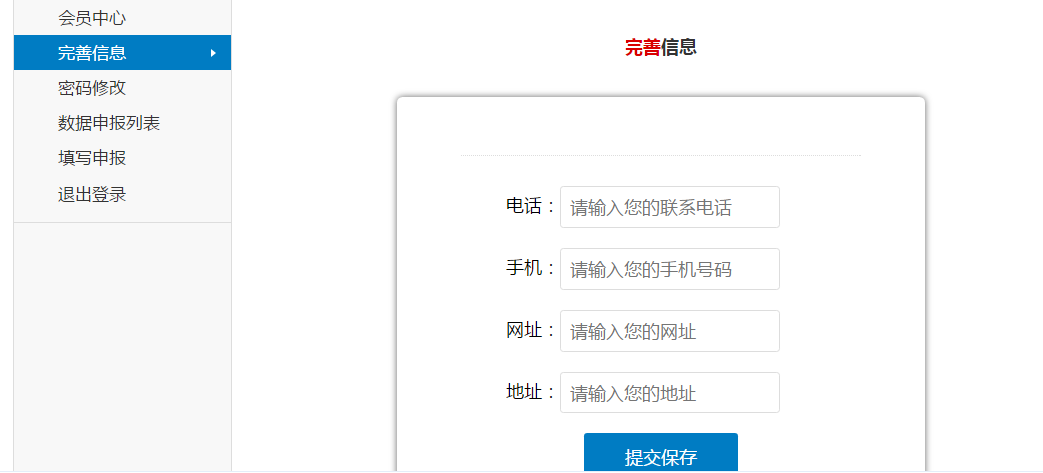 会员中心
完善信息
密码修改
数据申报列表
填写申报
退出登录
完善信息
电话：请输入您的联系电话
手机：请输入您的手机号码
网址：请输入您的网址
地址：请输入您的地址
提交保存